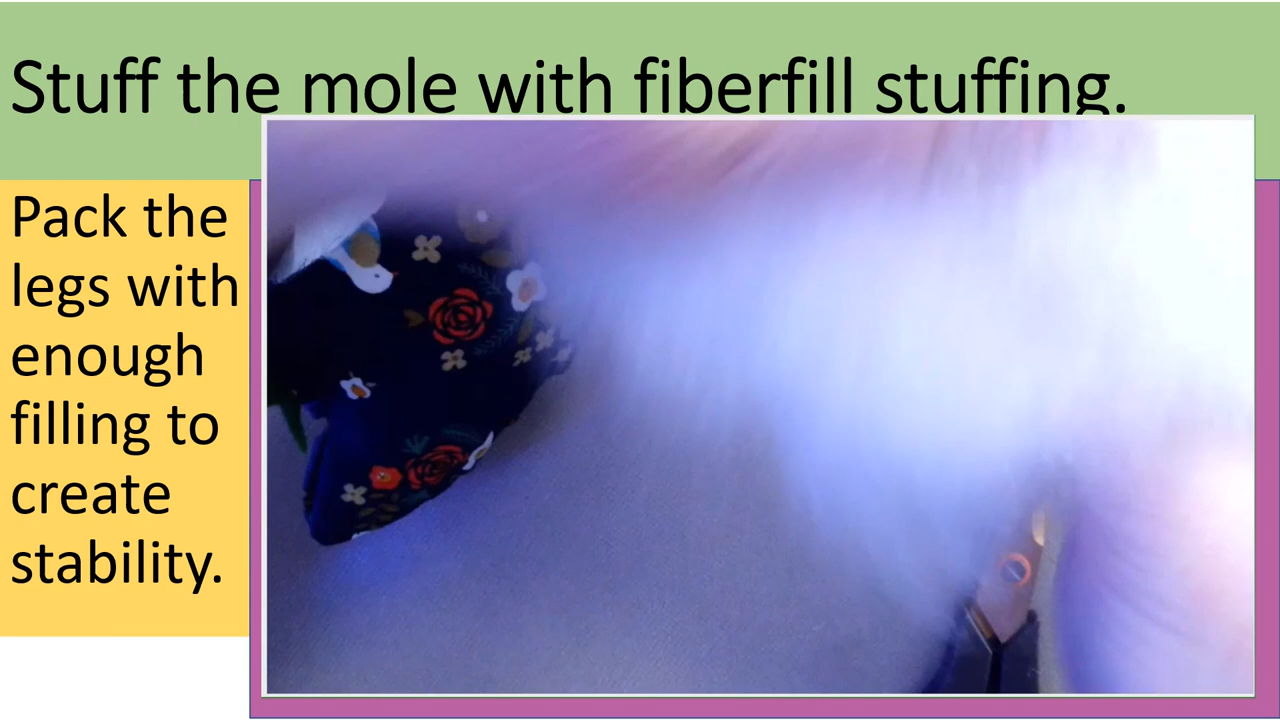 Stuff the mole with fiberfill stuffing.
Pack the
legs with
enough
filling to
create
stability.